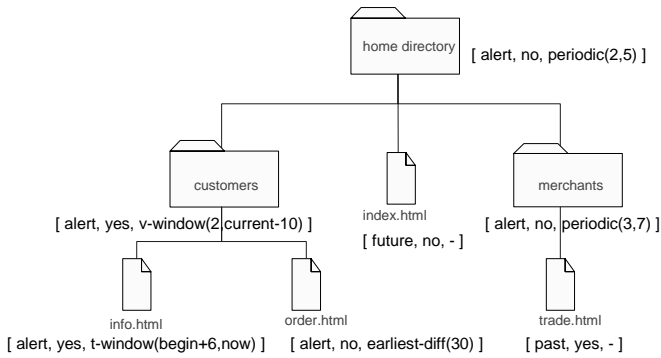 home directory
[ alert, no, periodic(2,5) ]
customers
[ alert, yes, v-window(2,current-10) ]
index.html
[ future, no, - ]
merchants
[ alert, no, periodic(3,7) ]
info.html
[ alert, yes, t-window(begin+6,now) ]
order.html
[ alert, no, earliest-diff(30) ]
trade.html
[ past, yes, - ]